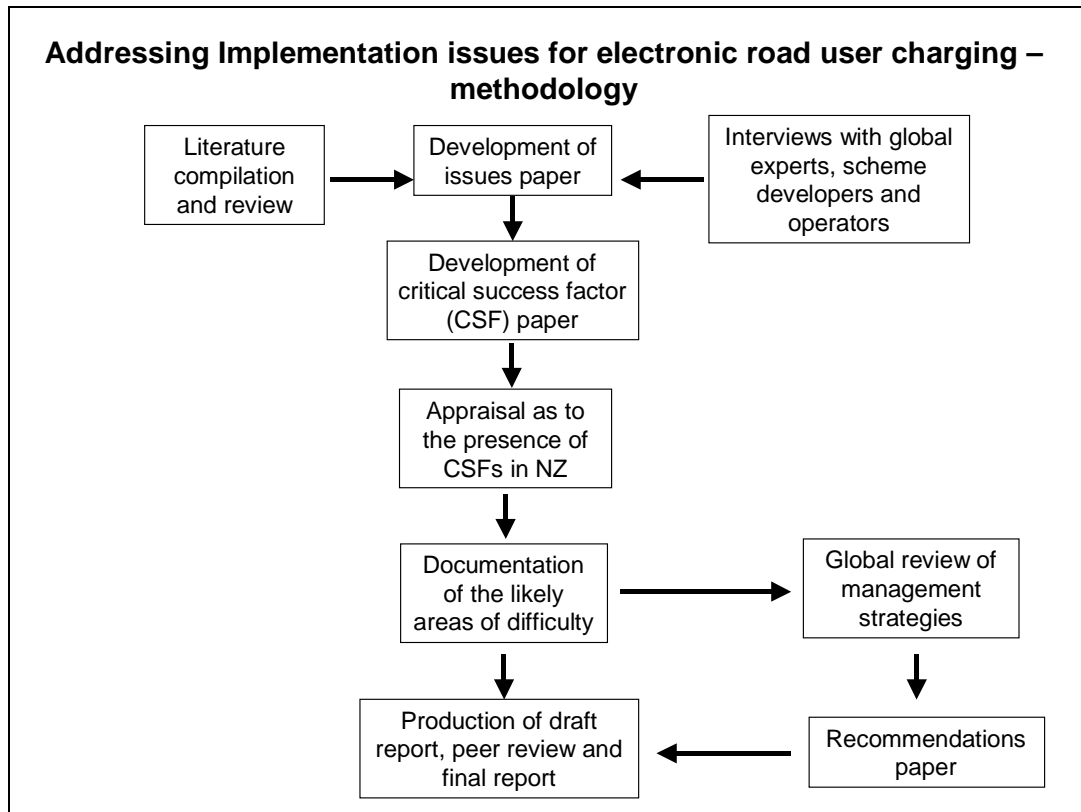 Addressing Implementation issues for electronic road user charging –
methodology
Literature
compilation
and review
Development of
issues paper
Interviews with global
experts, scheme
developers and
operators
Development of
critical success factor
(CSF) paper
Appraisal as to
the presence of
CSFs in NZ
Documentation
of the likely
areas of difficulty
Global review of
management
strategies
Production of draft
report, peer review and
final report
Recommendations
paper